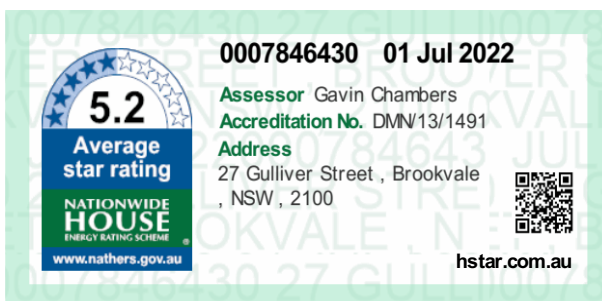 0007846430 01 Jul 2022
5.2
Average
star rating
NATIONWIDE
HOUSE
ENERGY RATING SCHEME ®
www.nathers.gov.au
Assessor Gavin Chambers
Accreditation No. DMN/13/1491
Address
27 Gulliver Street , Brookvale
, NSW , 2100
hstar.com.au